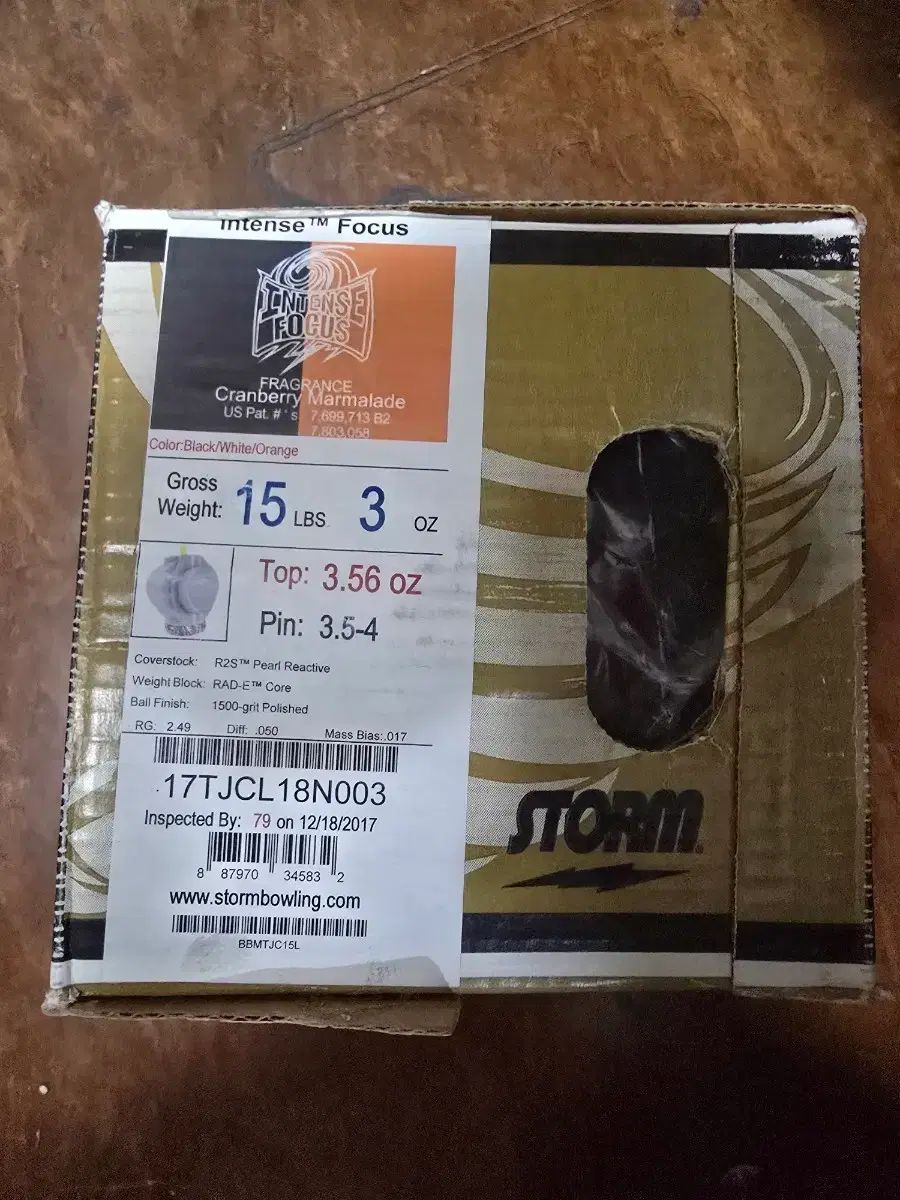 Intense™ Focus
INTENSE
FOCUS
FRAGRANCE
Cranberry Marmalade
US Pat. # ' s 7,699,713 B2
7,803,058
Color:Black/White/Orange
Gross Weight: 15 LBS 3 OZ
Top: 3.56 oz
Pin: 3.5-4
Coverstock: R2S™ Pearl Reactive
Weight Block: RAD-E™ Core
Ball Finish: 1500-grit Polished
RG: 2.49 Diff: .050 Mass Bias:.017
17TJCL18N003
Inspected By: 79 on 12/18/2017
8 87970 34583 2
www.stormbowling.com
BBMTJC15L
STORM